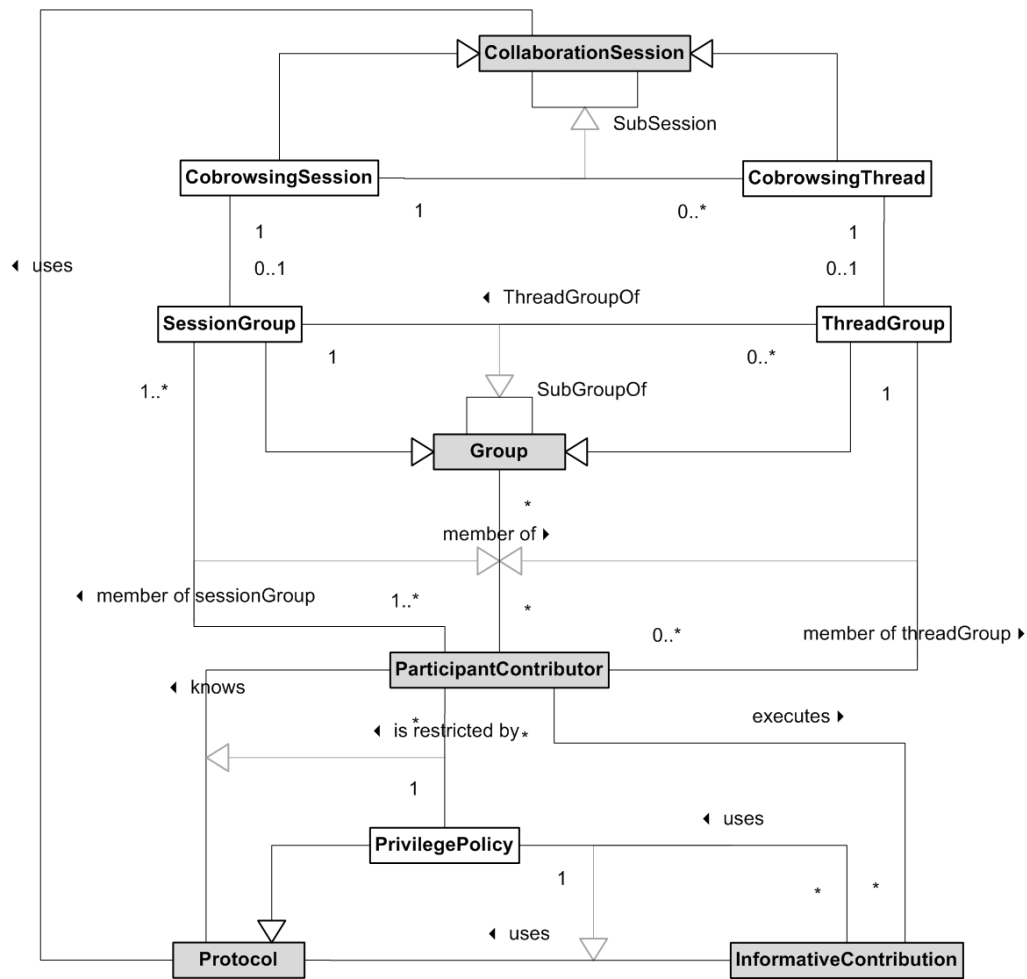 CollaborationSession
SubSession
CobrowsingSession
CobrowsingThread
1
0..*
1
1
uses
0..1
0..1
ThreadGroupOf
SessionGroup
ThreadGroup
1
0..*
1..*
SubGroupOf
1
Group
*
member of
member of sessionGroup
1..*
*
0..*
member of threadGroup
ParticipantContributor
knows
*
executes
is restricted by
*
1
uses
PrivilegePolicy
1
*
*
uses
Protocol
InformativeContribution